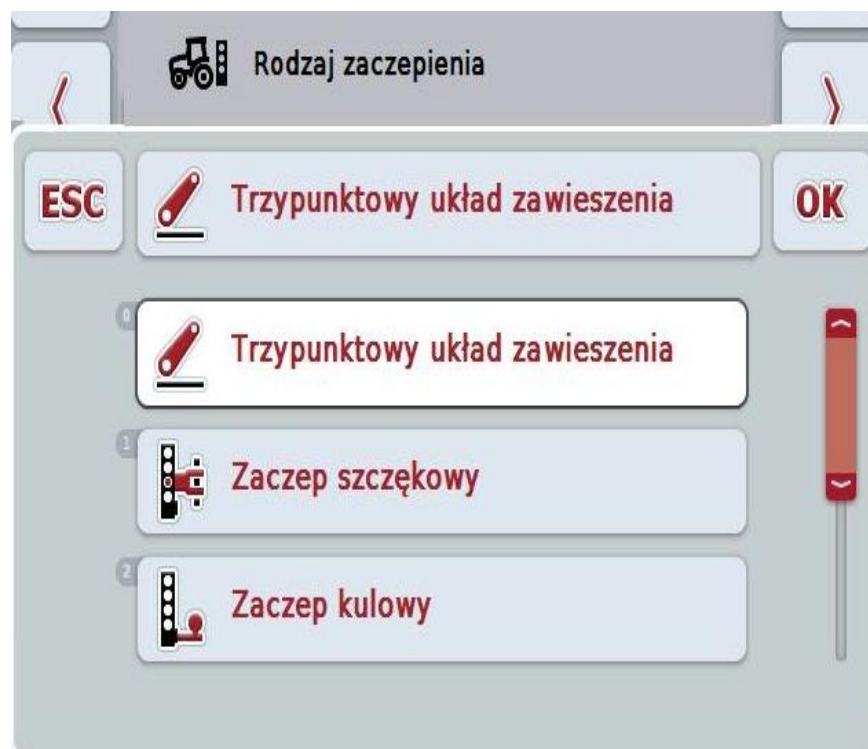 Rodzaj zaczepienia
ESC
Trzypunktowy układ zawieszenia
OK
0
Trzypunktowy układ zawieszenia
1
Zaczep szczękowy
2
Zaczep kulowy